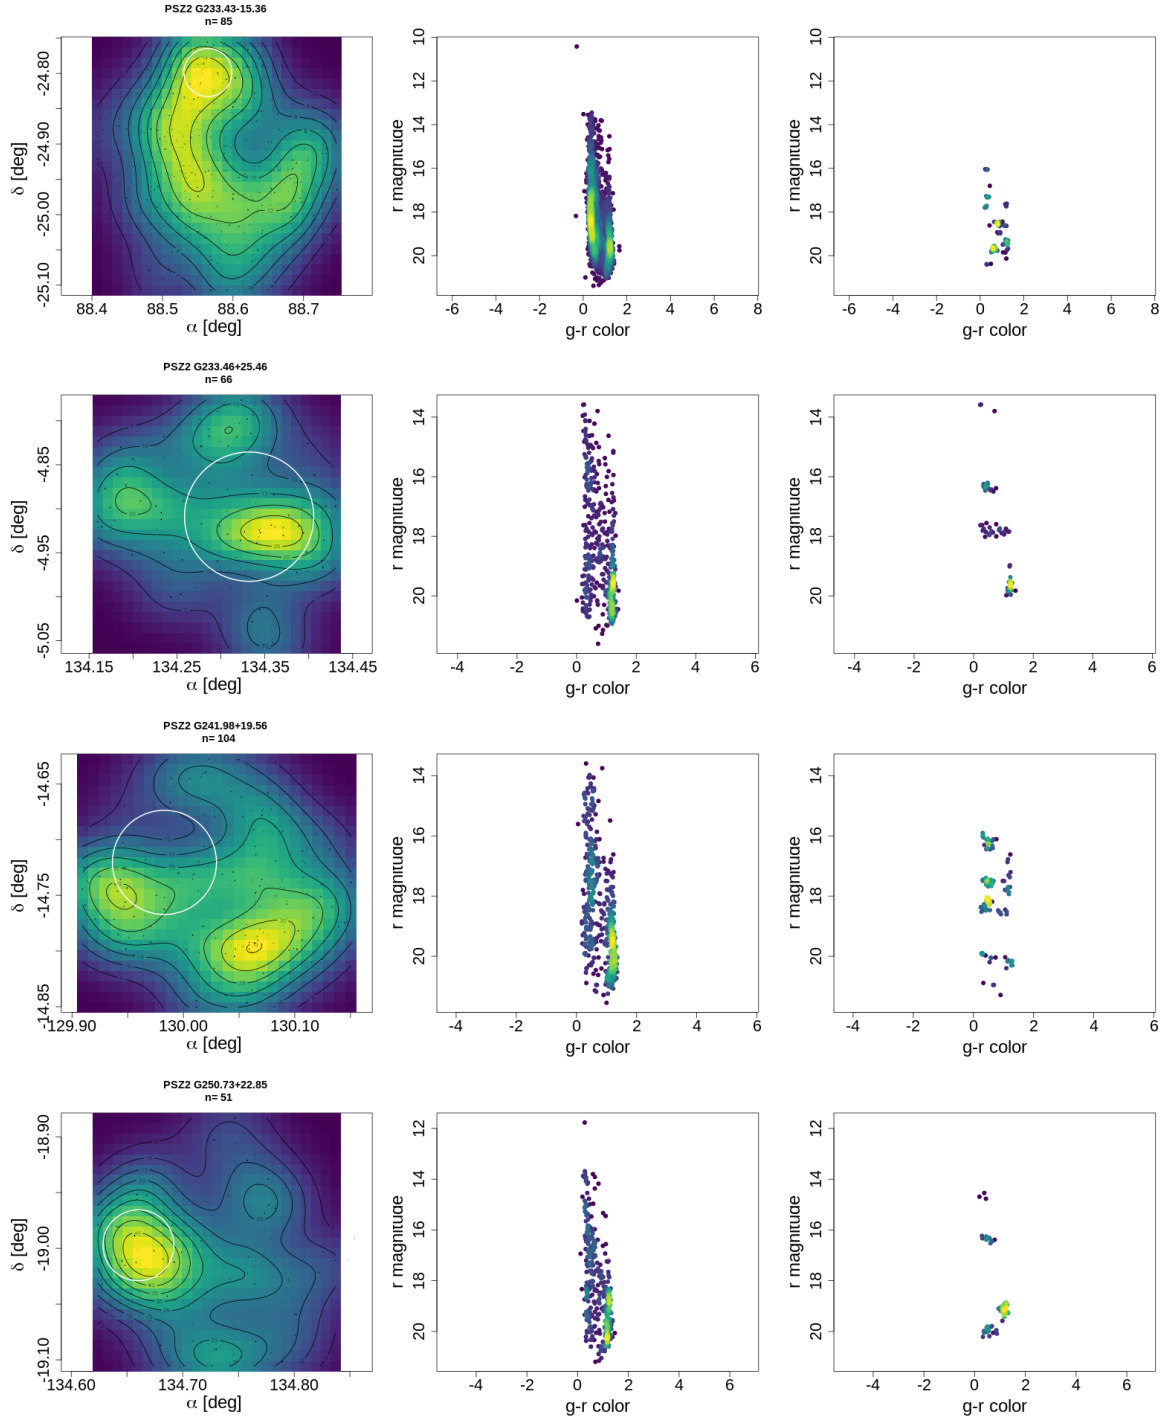 PSZ2 G233.43-15.36
n= 85
-24.80
-24.90
-25.00
-25.10
δ [deg]
88.4 88.5 88.6 88.7
α [deg]
10
12
14
16
18
20
r magnitude
-6 -4 -2 0 2 4 6 8
g-r color
10
12
14
16
18
20
r magnitude
-6 -4 -2 0 2 4 6 8
g-r color
PSZ2 G233.46+25.46
n= 66
-4.85
-4.95
-5.05
δ [deg]
134.15 134.25 134.35 134.45
α [deg]
14
16
18
20
r magnitude
-4 -2 0 2 4 6
g-r color
14
16
18
20
r magnitude
-4 -2 0 2 4 6
g-r color
PSZ2 G241.98+19.56
n= 104
-14.65
-14.75
-14.85
δ [deg]
129.90 130.00 130.10
α [deg]
14
16
18
20
r magnitude
-4 -2 0 2 4 6
g-r color
14
16
18
20
r magnitude
-4 -2 0 2 4 6
g-r color
PSZ2 G250.73+22.85
n= 51
-18.90
-19.00
-19.10
δ [deg]
134.60 134.70 134.80
α [deg]
12
14
16
18
20
r magnitude
-4 -2 0 2 4 6
g-r color
12
14
16
18
20
r magnitude
-4 -2 0 2 4 6
g-r color